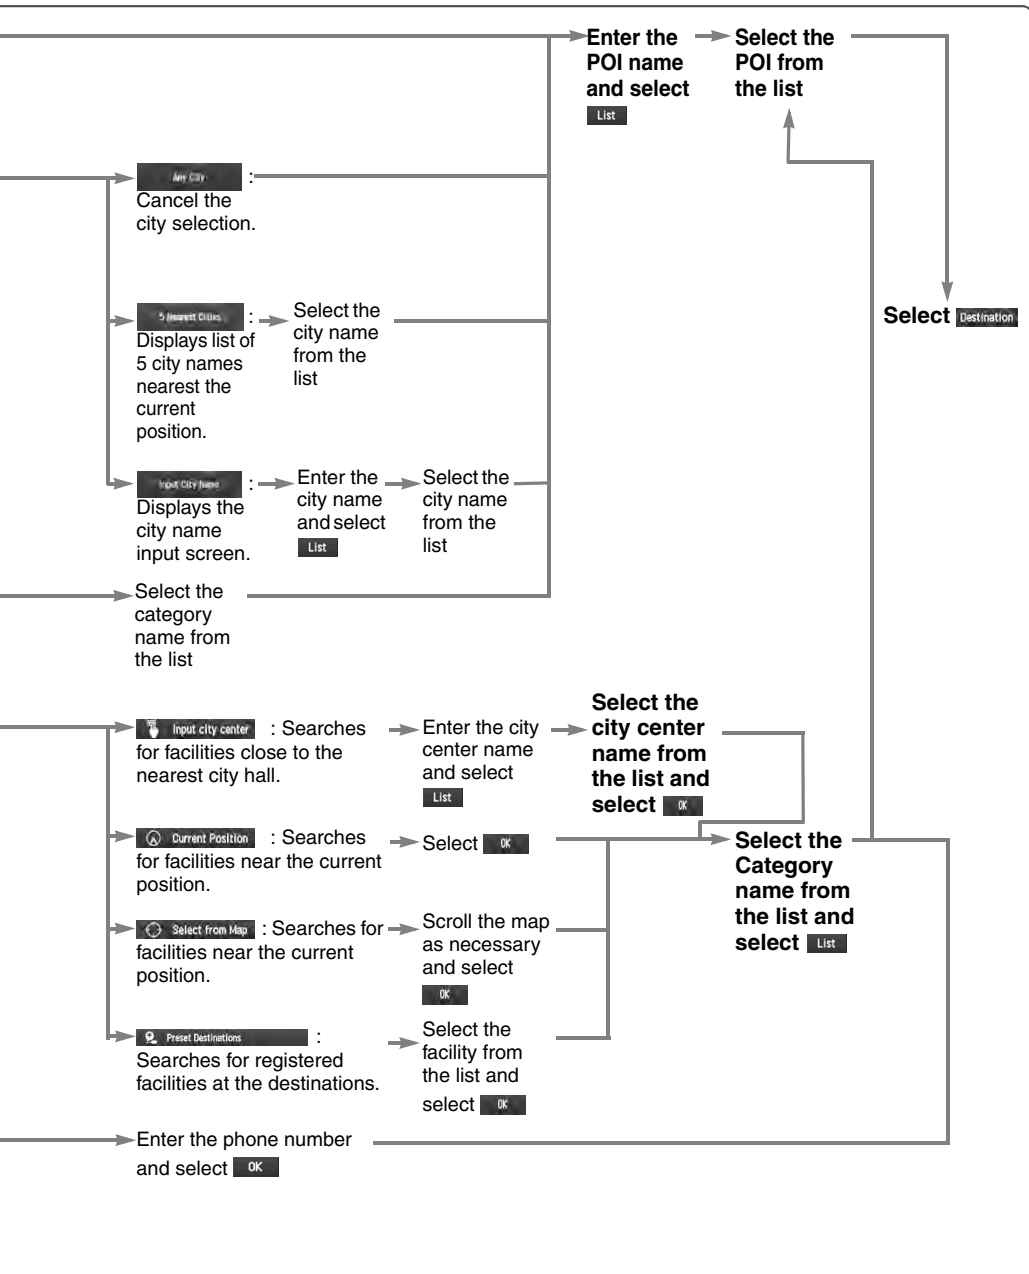 Enter the
POI name
and select
List
Select the
POI from
the list
Any City :
Cancel the
city selection.
5 Nearest Cities :
Displays list of
5 city names
nearest the
current
position.
Select the
city name
from the
list
Select Destination
Input City Name :
Displays the
city name
input screen.
Enter the
city name
and select
List
Select the
city name
from the
list
Select the
category
name from
the list
Input city center : Searches
for facilities close to the
nearest city hall.
Enter the city
center name
and select
List
Select the
city center
name from
the list and
select OK
Current Position : Searches
for facilities near the current
position.
Select OK
Select the
Category
name from
the list and
select List
Select from Map : Searches for
facilities near the current
position.
Scroll the map
as necessary
and select
OK
Preset Destinations :
Searches for registered
facilities at the destinations.
Select the
facility from
the list and
select OK
Enter the phone number
and select OK